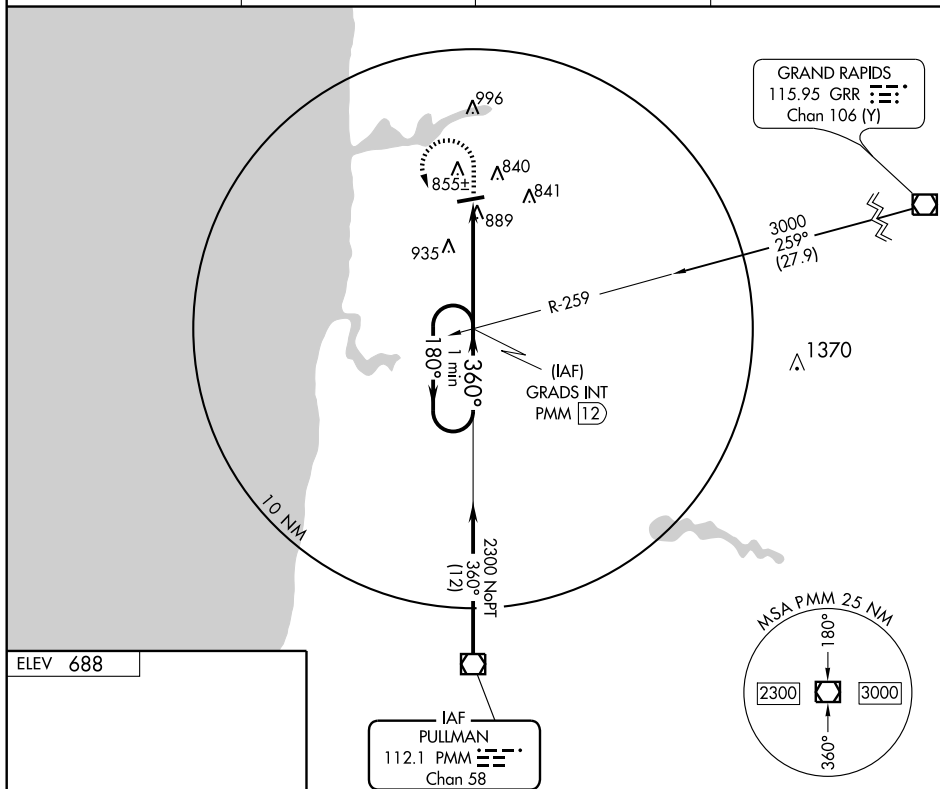 GRAND RAPIDS
115.95 GRR
Chan 106 (Y)
996
840
855±
841
889
935
3000
259°
(27.9)
R-259
1370
180°
1 min
360°
(IAF)
GRADS INT
PMM 12
10 NM
2300 NoPT
360°
(12)
MSA PMM 25 NM
180°
2300
3000
360°
ELEV 688
IAF
PULLMAN
112.1 PMM
Chan 58